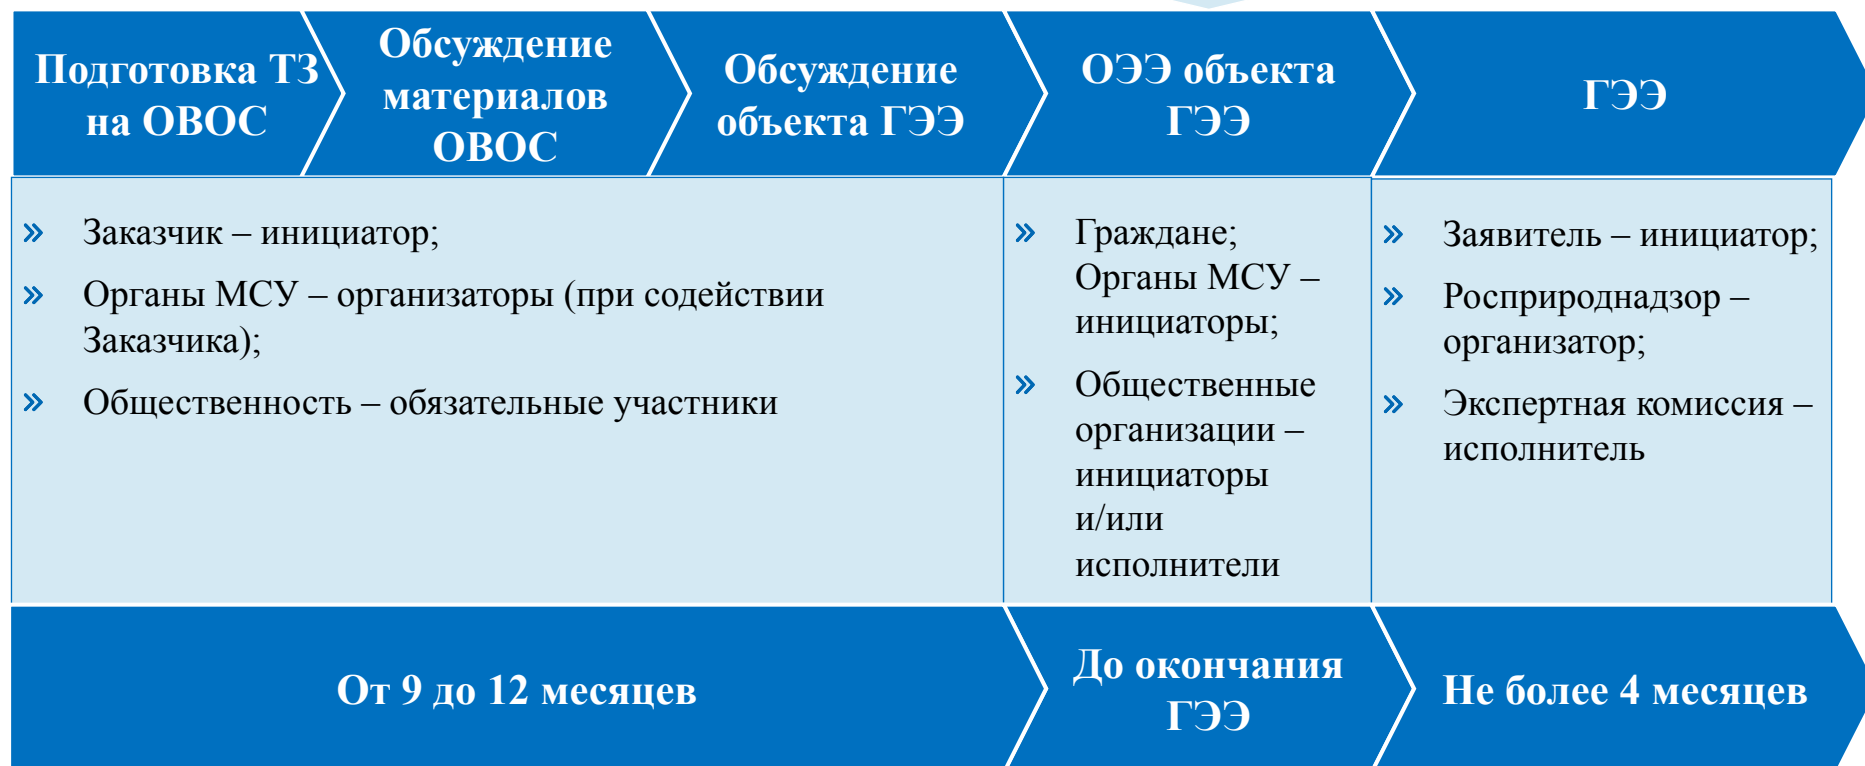 Подготовка ТЗ
на ОВОС
Обсуждение
материалов
ОВОС
Обсуждение
объекта ГЭЭ
ОЭЭ объекта
ГЭЭ
ГЭЭ
» Заказчик – инициатор;
» Органы МСУ – организаторы (при содействии
Заказчика);
» Общественность – обязательные участники
» Граждане;
Органы МСУ –
инициаторы;
» Общественные
организации –
инициаторы
и/или
исполнители
» Заявитель – инициатор;
» Росприроднадзор –
организатор;
» Экспертная комиссия –
исполнитель
От 9 до 12 месяцев
До окончания
ГЭЭ
Не более 4 месяцев